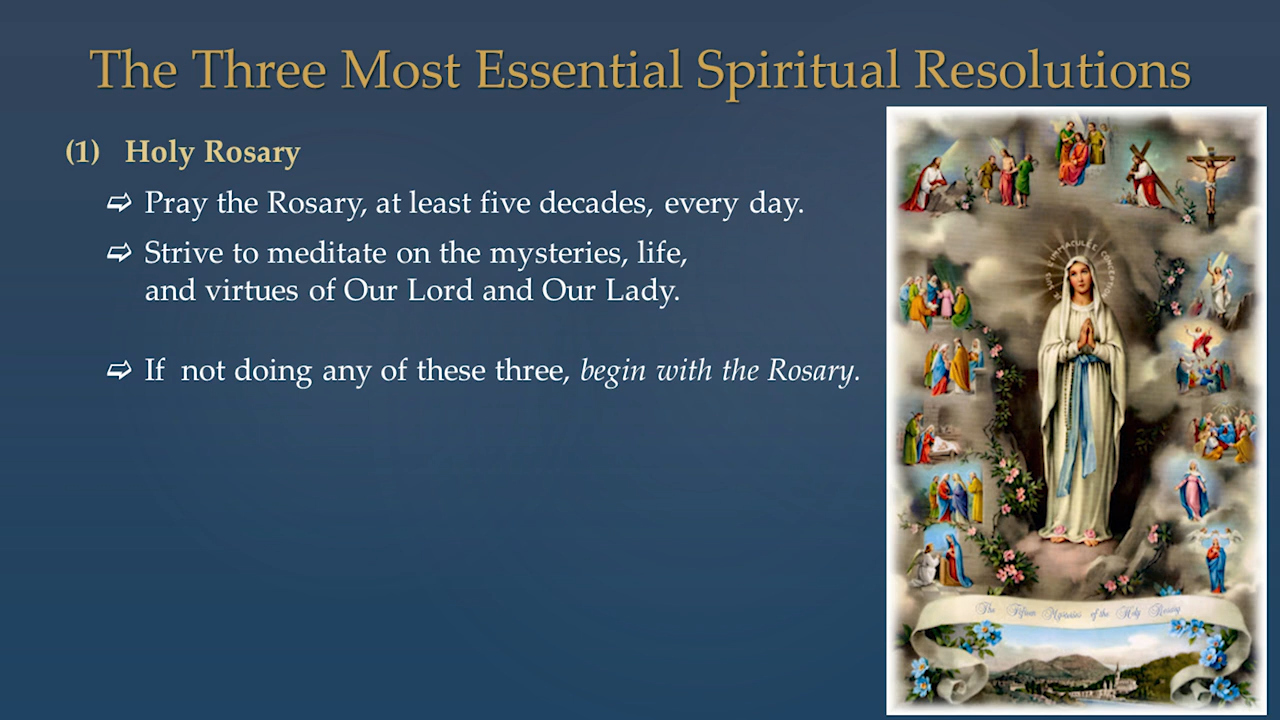 The Three Most Essential Spiritual Resolutions
(1) Holy Rosary
⇨ Pray the Rosary, at least five decades, every day.
⇨ Strive to meditate on the mysteries, life,
and virtues of Our Lord and Our Lady.
⇨ If not doing any of these three, begin with the Rosary.
IMMACULATE CONCEPTION
The Fifteen Mysteries of the Holy Rosary